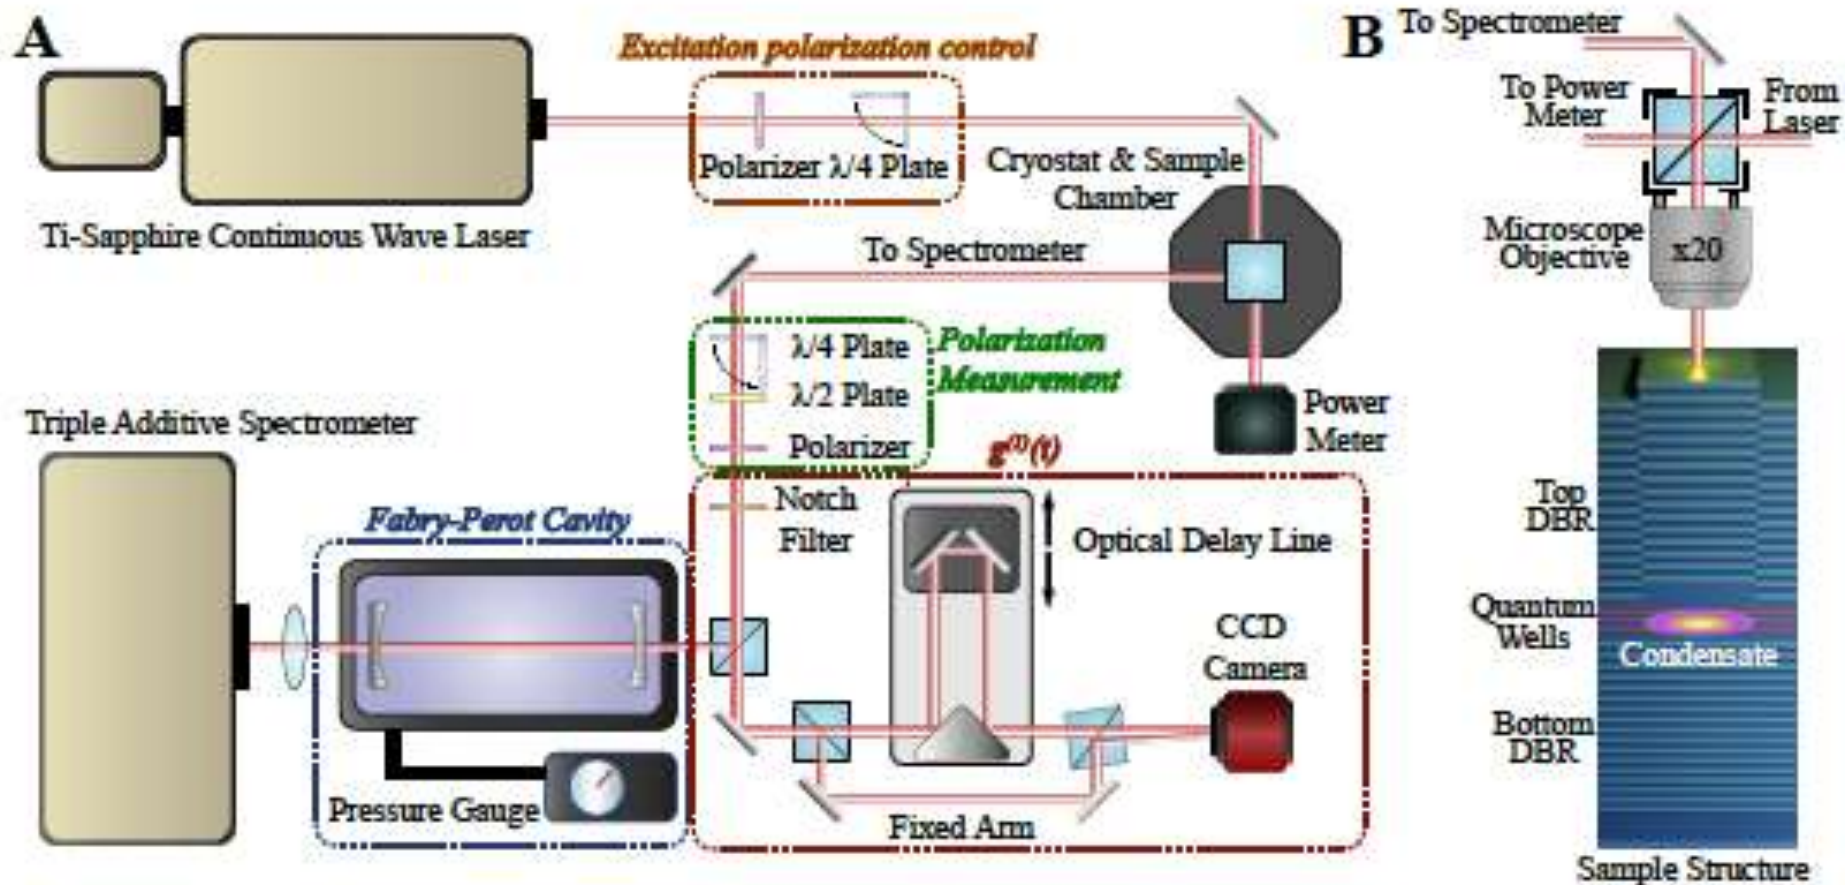 A
Excitation polarization control
Polarizer λ/4 Plate
Ti-Sapphire Continuous Wave Laser
Cryostat & Sample
Chamber
To Spectrometer
λ/4 Plate
λ/2 Plate
Polarizer
Polarization
Measurement
Power
Meter
Triple Additive Spectrometer
Fabry-Perot Cavity
Pressure Gauge
g⁽¹⁾(t)
Notch
Filter
Optical Delay Line
CCD
Camera
Fixed Arm
B
To Spectrometer
To Power
Meter
From
Laser
Microscope
Objective
x20
Top
DBR
Quantum
Wells
Condensate
Bottom
DBR
Sample Structure